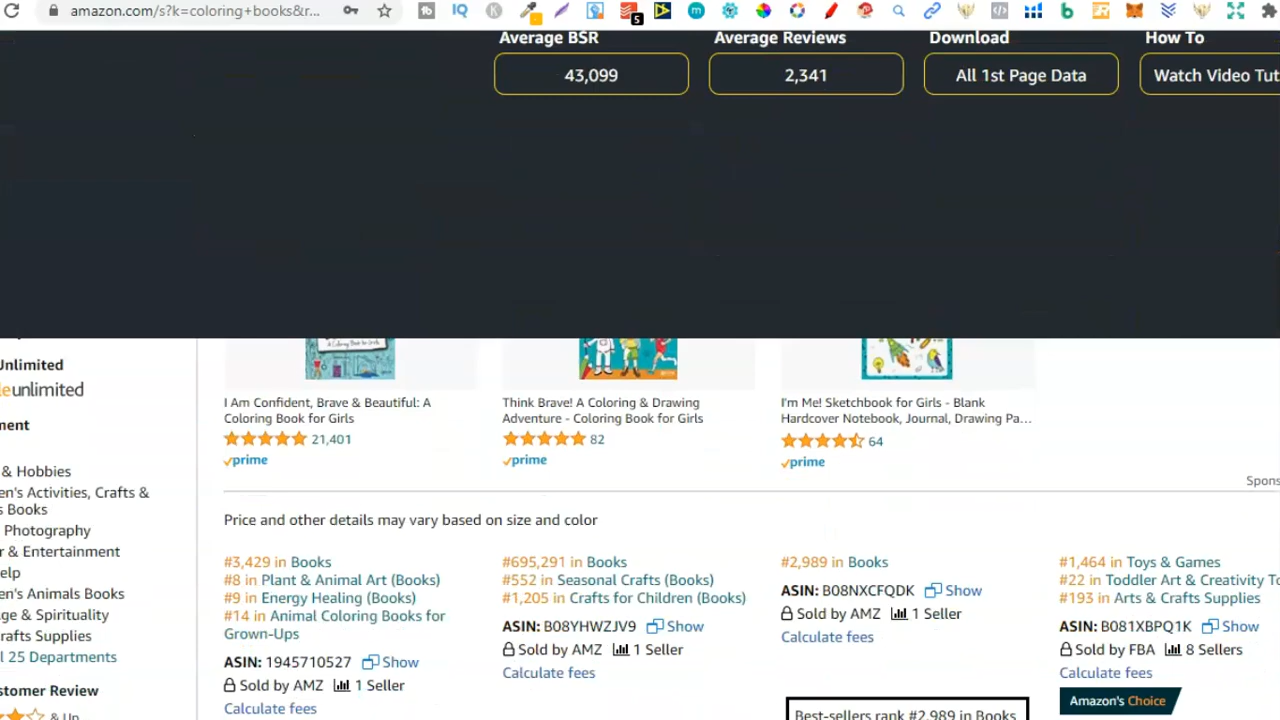 amazon.com/s?k=coloring+books&r...
5
Average BSR
Average Reviews
Download
How To
43,099
2,341
All 1st Page Data
Watch Video Tut
Unlimited
eunlimited
ment
& Hobbies
en's Activities, Crafts &
s Books
Photography
r & Entertainment
elp
en's Animals Books
ge & Spirituality
rafts Supplies
l 25 Departments
stomer Review
& Up
I Am Confident, Brave & Beautiful: A
Coloring Book for Girls
21,401
prime
Think Brave! A Coloring & Drawing
Adventure - Coloring Book for Girls
82
prime
I'm Me! Sketchbook for Girls - Blank
Hardcover Notebook, Journal, Drawing Pa...
64
prime
Spons
Price and other details may vary based on size and color
#3,429 in Books
#8 in Plant & Animal Art (Books)
#9 in Energy Healing (Books)
#14 in Animal Coloring Books for
Grown-Ups
ASIN: 1945710527 Show
Sold by AMZ 1 Seller
Calculate fees
#695,291 in Books
#552 in Seasonal Crafts (Books)
#1,205 in Crafts for Children (Books)
ASIN: B08YHWZJV9 Show
Sold by AMZ 1 Seller
Calculate fees
#2,989 in Books
ASIN: B08NXCFQDK Show
Sold by AMZ 1 Seller
Calculate fees
Best-sellers rank #2,989 in Books
#1,464 in Toys & Games
#22 in Toddler Art & Creativity To
#193 in Arts & Crafts Supplies
ASIN: B081XBPQ1K Show
Sold by FBA 8 Sellers
Calculate fees
Amazon's Choice